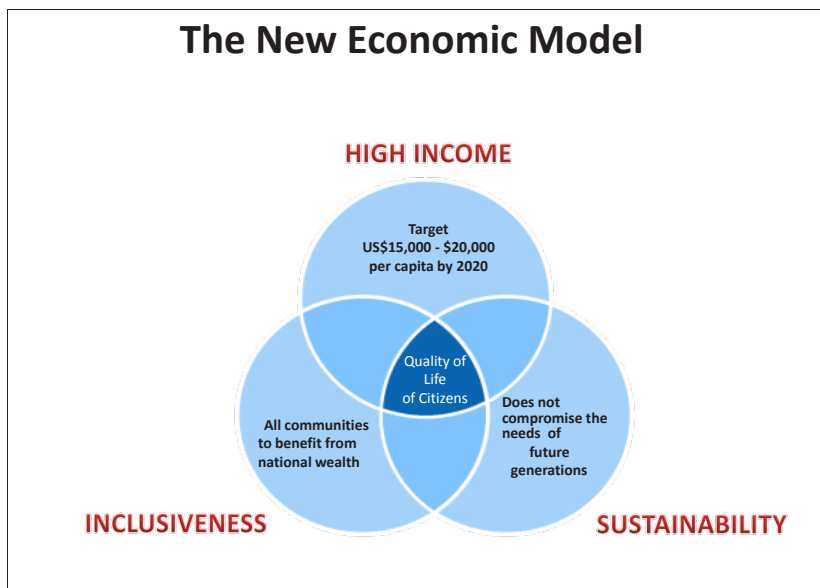 The New Economic Model
HIGH INCOME
Target
US$15,000 - $20,000
per capita by 2020
Quality of
Life
of Citizens
All communities
to benefit from
national wealth
Does not
compromise the
needs of
future
generations
INCLUSIVENESS
SUSTAINABILITY